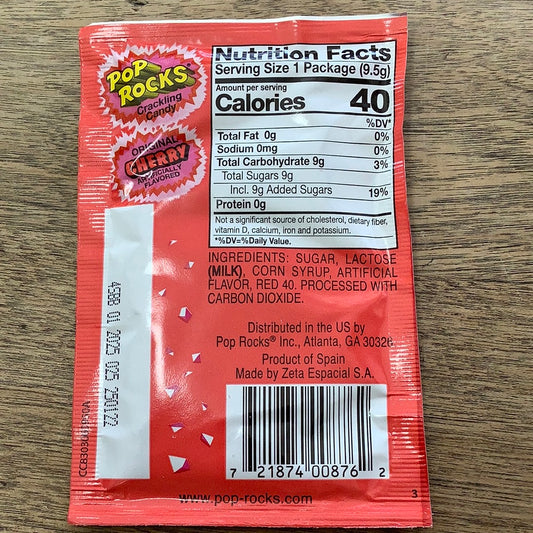 POP
ROCKS®
Crackling
Candy
ORIGINAL
CHERRY
ARTIFICIALLY
FLAVORED
Nutrition Facts
Serving Size 1 Package (9.5g)
Amount per serving
Calories 40
%DV*
Total Fat 0g 0%
Sodium 0mg 0%
Total Carbohydrate 9g 3%
Total Sugars 9g
Incl. 9g Added Sugars 19%
Protein 0g
Not a significant source of cholesterol, dietary fiber,
vitamin D, calcium, iron and potassium.
*%DV=%Daily Value.
INGREDIENTS: SUGAR, LACTOSE
(MILK), CORN SYRUP, ARTIFICIAL
FLAVOR, RED 40. PROCESSED WITH
CARBON DIOXIDE.
Distributed in the US by
Pop Rocks® Inc., Atlanta, GA 30326
Product of Spain
Made by Zeta Espacial S.A.
4988 01 2025 025 250122
7 21874 00876 2
www.pop-rocks.com
3